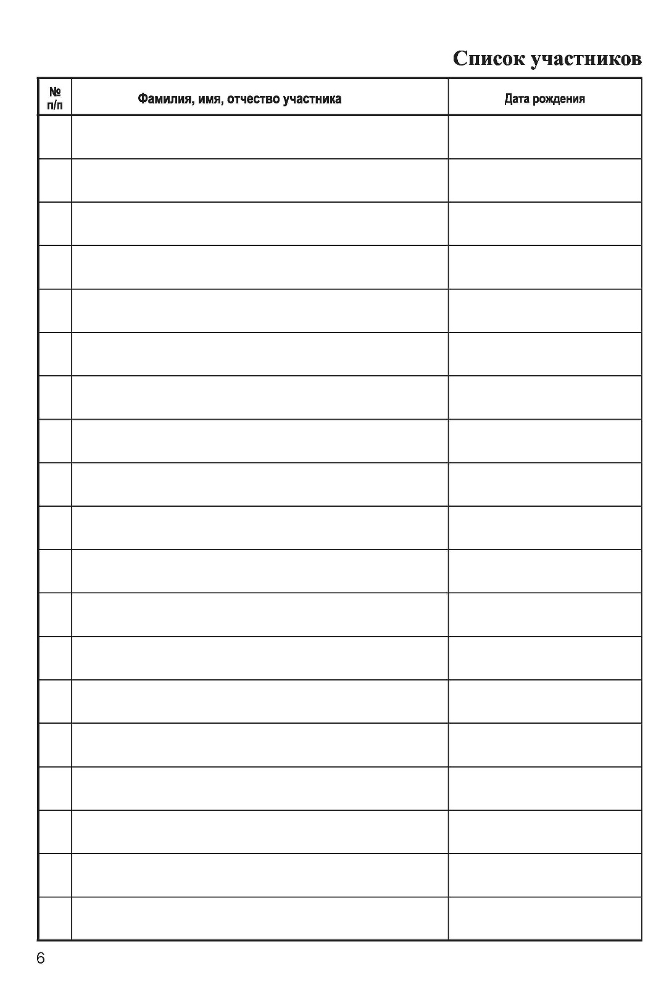 Список участников
№
п/п
Фамилия, имя, отчество участника
Дата рождения
6